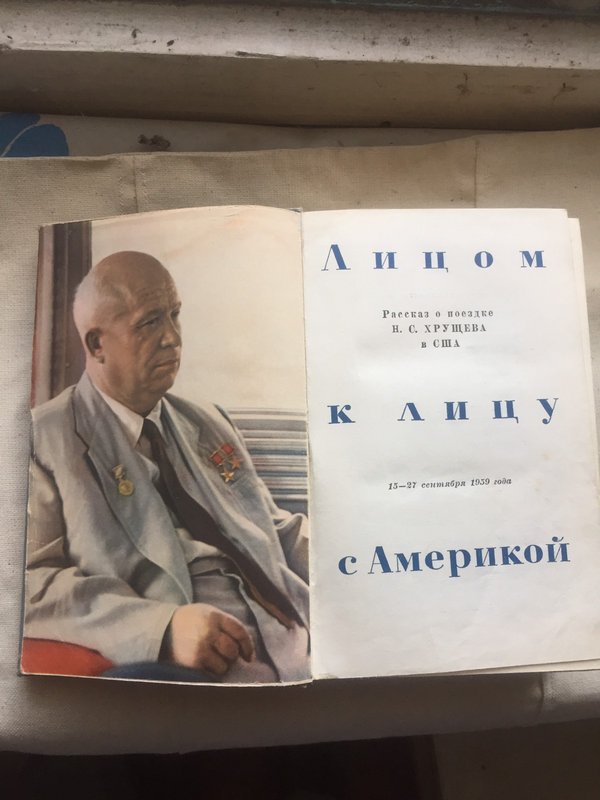 Лицом
Рассказ о поездке
Н. С. ХРУЩЕВА
в США
к лицу
15—27 сентября 1959 года
с Америкой